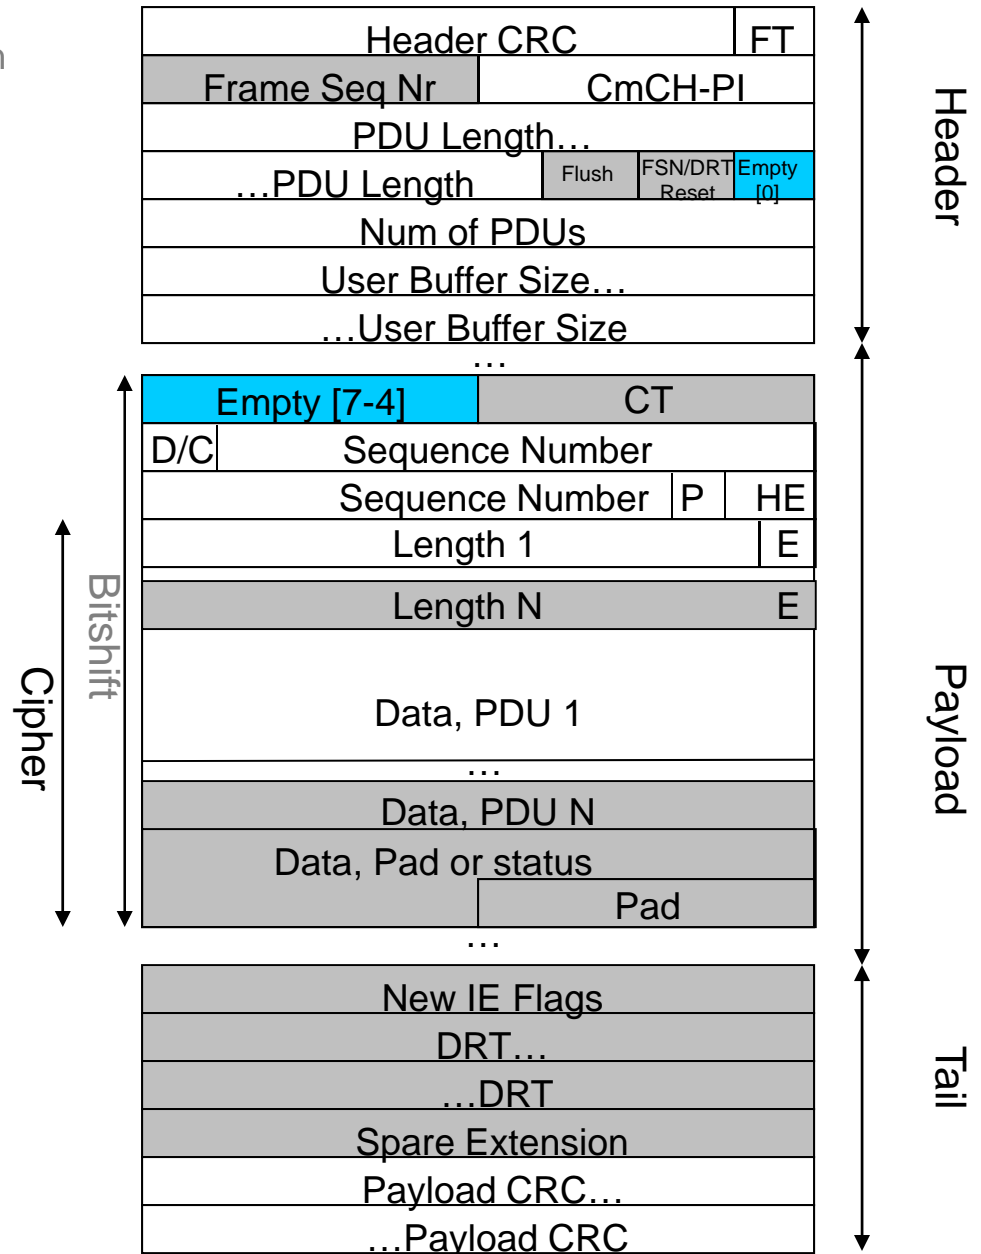 Header CRC FT
Frame Seq Nr CmCH-PI
PDU Length…
…PDU Length Flush FSN/DRT Reset Empty [0]
Num of PDUs
User Buffer Size…
…User Buffer Size
…
Empty [7-4] CT
D/C Sequence Number
Sequence Number P HE
Length 1 E
Length N E
Data, PDU 1
…
Data, PDU N
Data, Pad or status
Pad
…
New IE Flags
DRT…
…DRT
Spare Extension
Payload CRC…
…Payload CRC
Header
Payload
Tail
Bitshift
Cipher